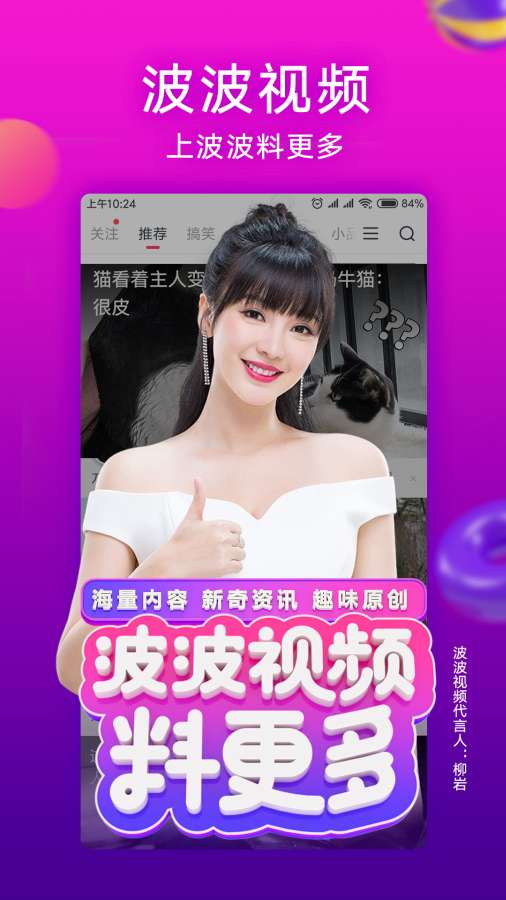 波波视频
上波波料更多
上午10:24
84%
关注 推荐 搞笑 小品
猫看着主人变
牛猫：
很皮
???
海量内容 新奇资讯 趣味原创
波波视频
料更多
波波视频代言人：柳岩